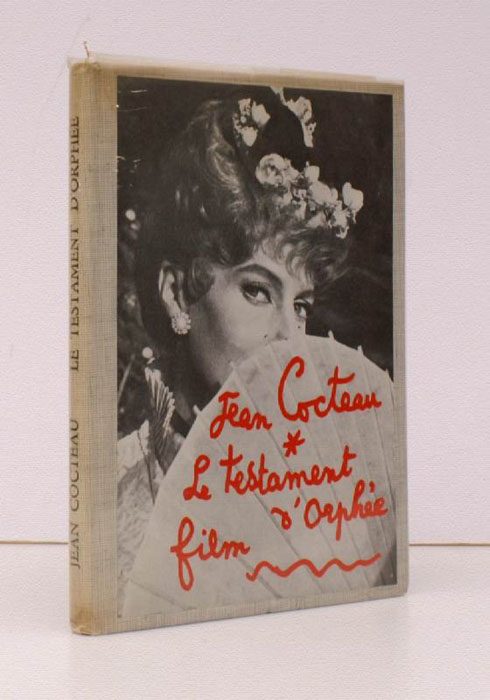 JEAN COCTEAU LE TESTAMENT D'ORPHÉE
Jean Cocteau
*
Le testament
d'Orphée
film